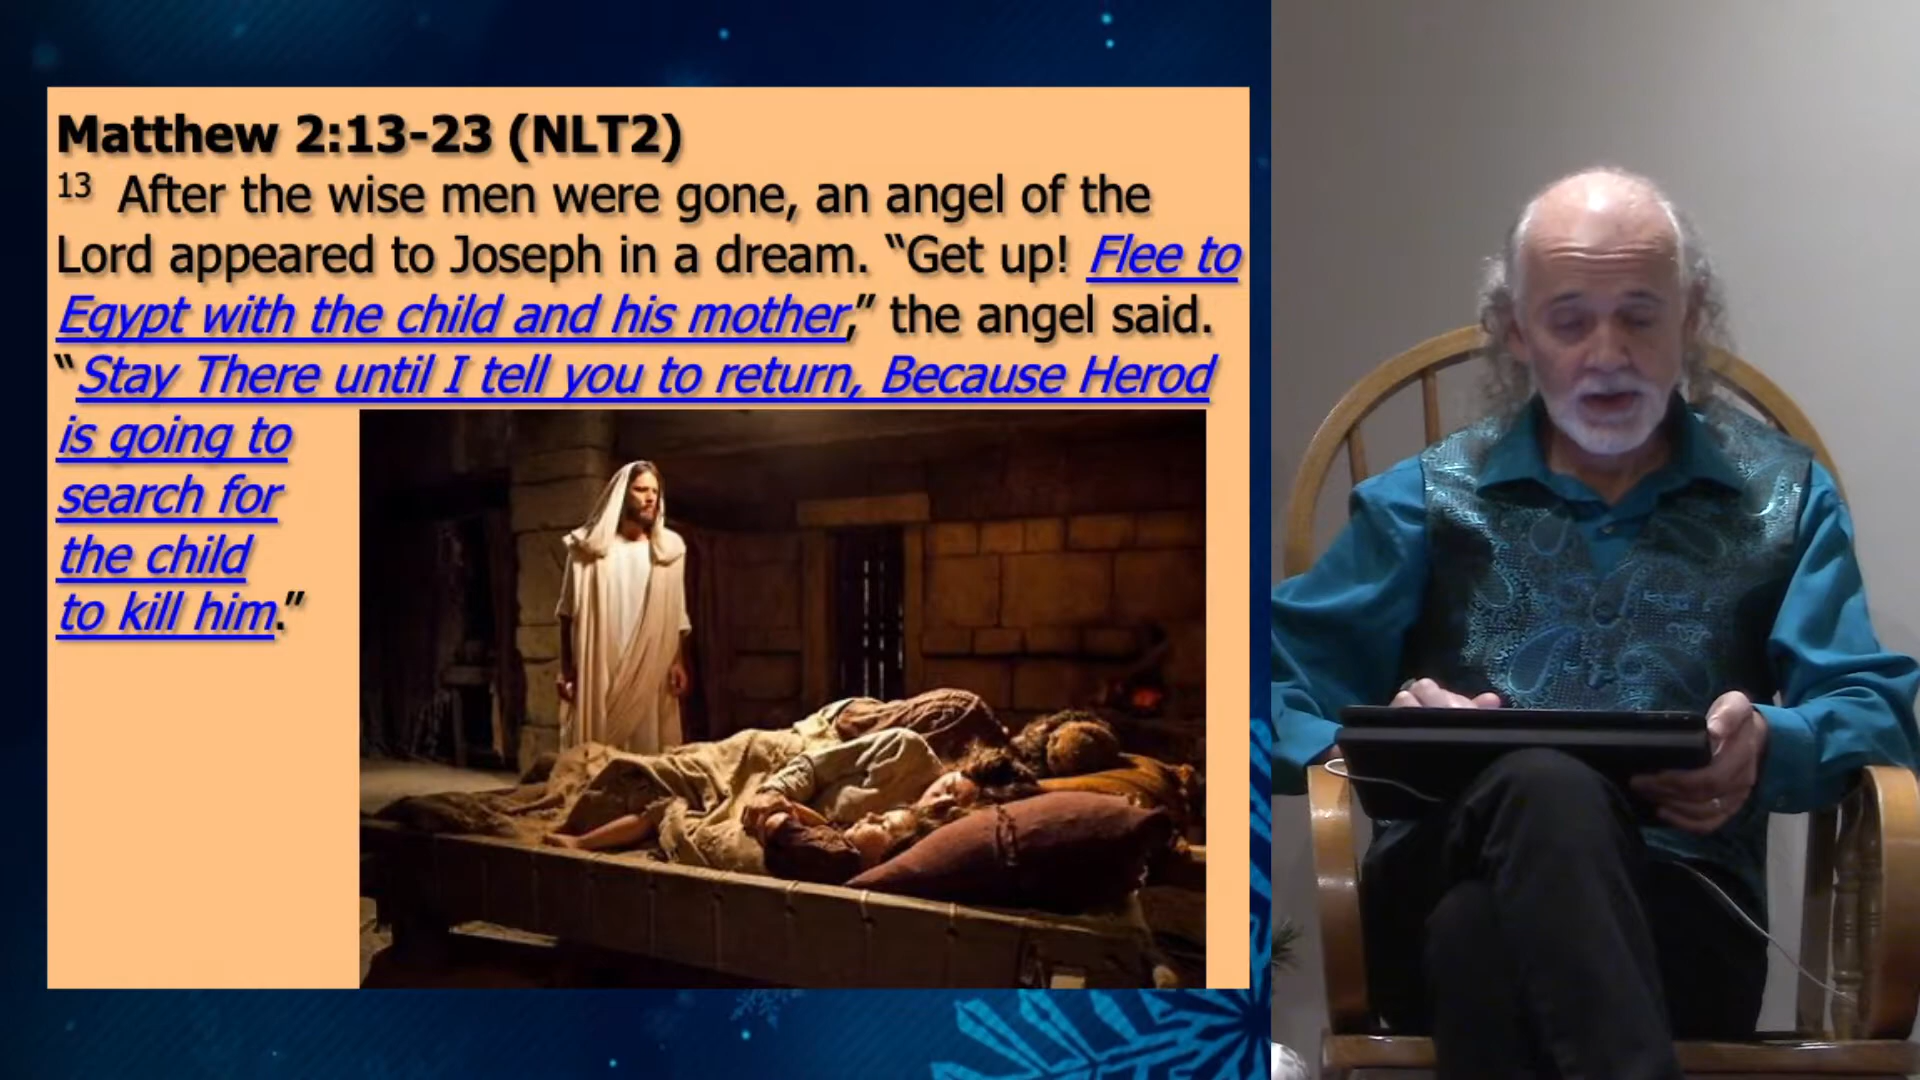 Matthew 2:13-23 (NLT2)
13 After the wise men were gone, an angel of the
Lord appeared to Joseph in a dream. “Get up! Flee to
Egypt with the child and his mother,” the angel said.
“Stay There until I tell you to return, Because Herod
is going to
search for
the child
to kill him.”